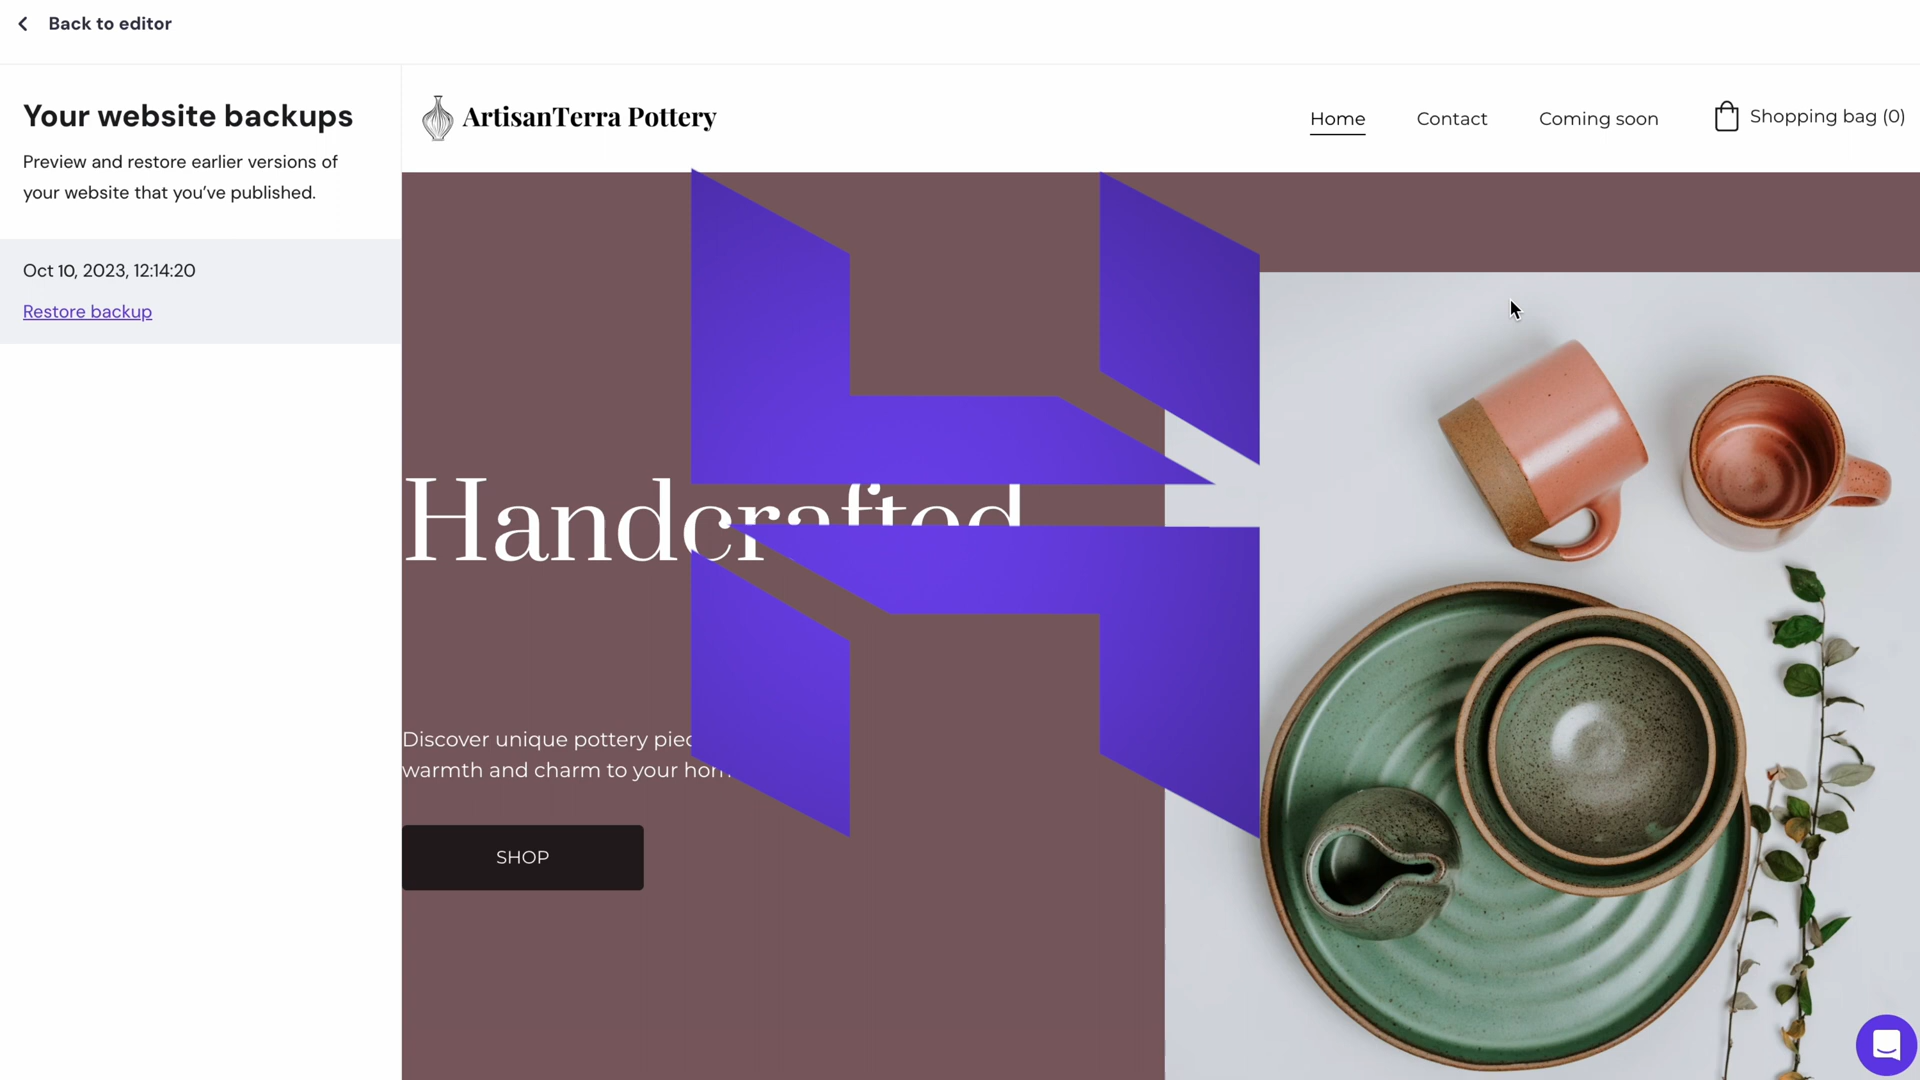 Back to editor
Your website backups
Preview and restore earlier versions of
your website that you’ve published.
Oct 10, 2023, 12:14:20
Restore backup
ArtisanTerra Pottery
Home
Contact
Coming soon
Shopping bag (0)
Handcrafted
Discover unique pottery
warmth and charm to your
SHOP